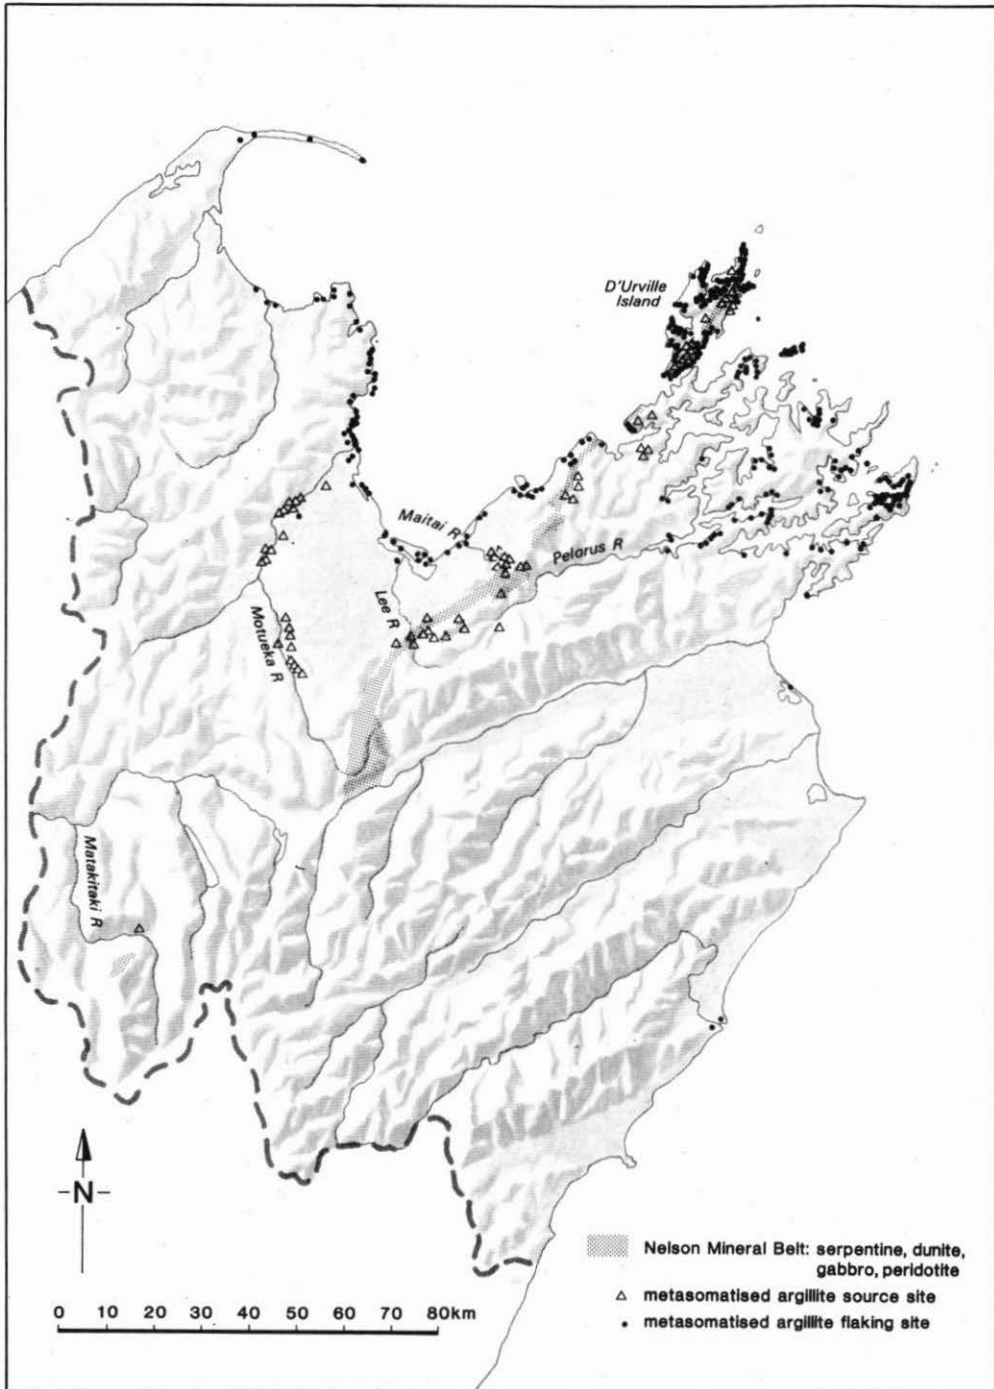 D'Urville
Island
Maitai R
Pelorus R
Lee R
Motueka R
Matakitaki R
N
Nelson Mineral Belt: serpentine, dunite,
gabbro, peridotite
metasomatised argillite source site
metasomatised argillite flaking site
0 10 20 30 40 50 60 70 80km